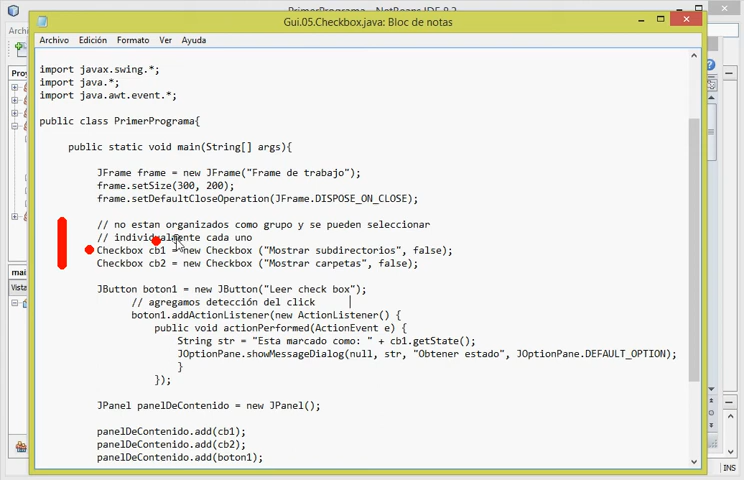 PrimerPrograma - NetBeans IDE 8.2
Gui.05.Checkbox.java: Bloc de notas
Archivo Edición Formato Ver Ayuda
import javax.swing.*;
import java.*;
import java.awt.event.*;
public class PrimerPrograma{
public static void main(String[] args){
JFrame frame = new JFrame("Frame de trabajo");
frame.setSize(300, 200);
frame.setDefaultCloseOperation(JFrame.DISPOSE_ON_CLOSE);
// no estan organizados como grupo y se pueden seleccionar
// individualmente cada uno
Checkbox cb1 = new Checkbox ("Mostrar subdirectorios", false);
Checkbox cb2 = new Checkbox ("Mostrar carpetas", false);
JButton boton1 = new JButton("Leer check box");
// agregamos detección del click
boton1.addActionListener(new ActionListener() {
public void actionPerformed(ActionEvent e) {
String str = "Esta marcado como: " + cb1.getState();
JOptionPane.showMessageDialog(null, str, "Obtener estado", JOptionPane.DEFAULT_OPTION);
}
});
JPanel panelDeContenido = new JPanel();
panelDeContenido.add(cb1);
panelDeContenido.add(cb2);
panelDeContenido.add(boton1);
INS